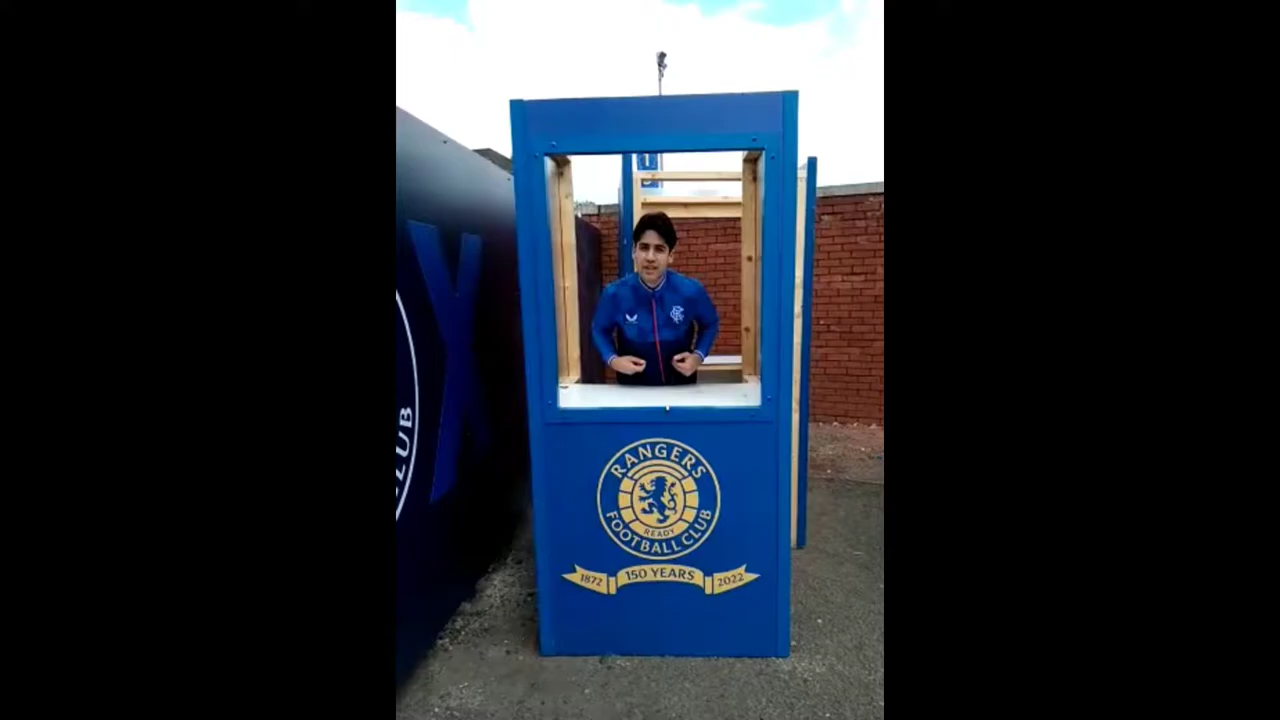 RANGERS
READY
FOOTBALL CLUB
1872 150 YEARS 2022
CLUB